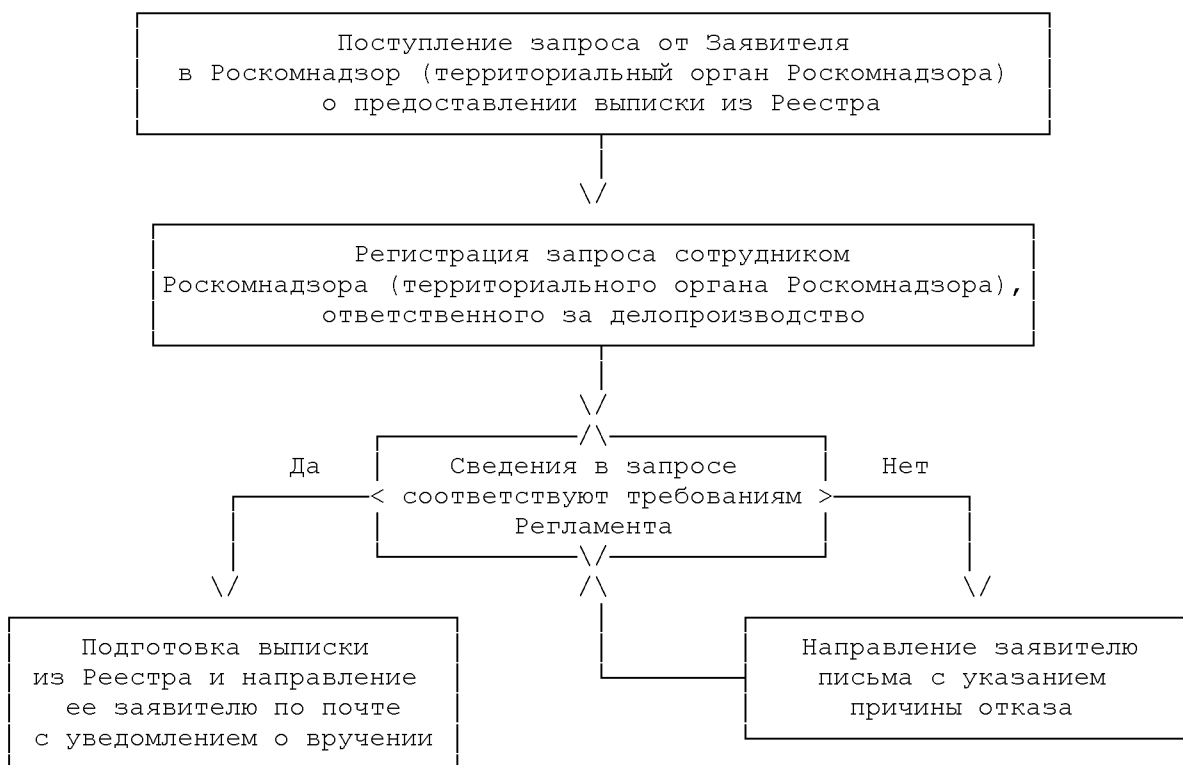 Поступление запроса от Заявителя
в Роскомнадзор (территориальный орган Роскомнадзора)
о предоставлении выписки из Реестра
Регистрация запроса сотрудником
Роскомнадзора (территориального органа Роскомнадзора),
ответственного за делопроизводство
Да
Сведения в запросе
соответствуют требованиям
Регламента
Нет
Подготовка выписки
из Реестра и направление
ее заявителю по почте
с уведомлением о вручении
Направление заявителю
письма с указанием
причины отказа